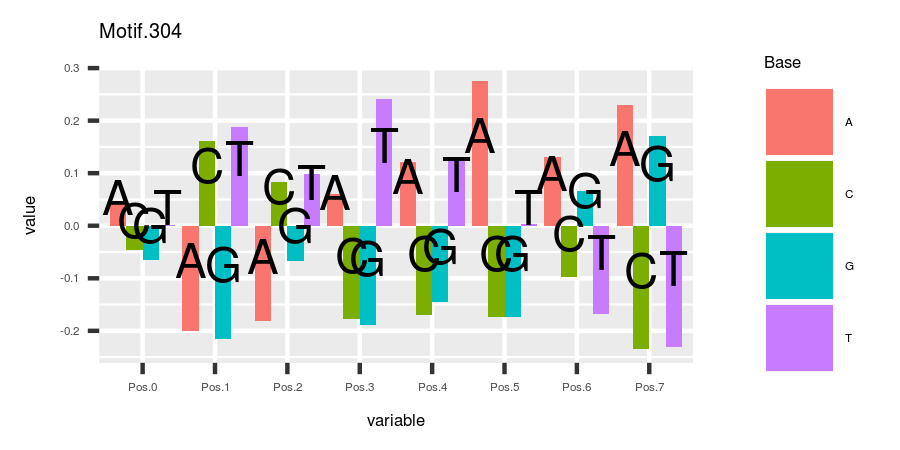 Motif.304
value
0.3
0.2
0.1
0.0
-0.1
-0.2
A C G T
A C G T
A C G T
A C G T
A C G T
A C G T
A C G T
A C G T
Pos.0 Pos.1 Pos.2 Pos.3 Pos.4 Pos.5 Pos.6 Pos.7
variable
Base
A
C
G
T